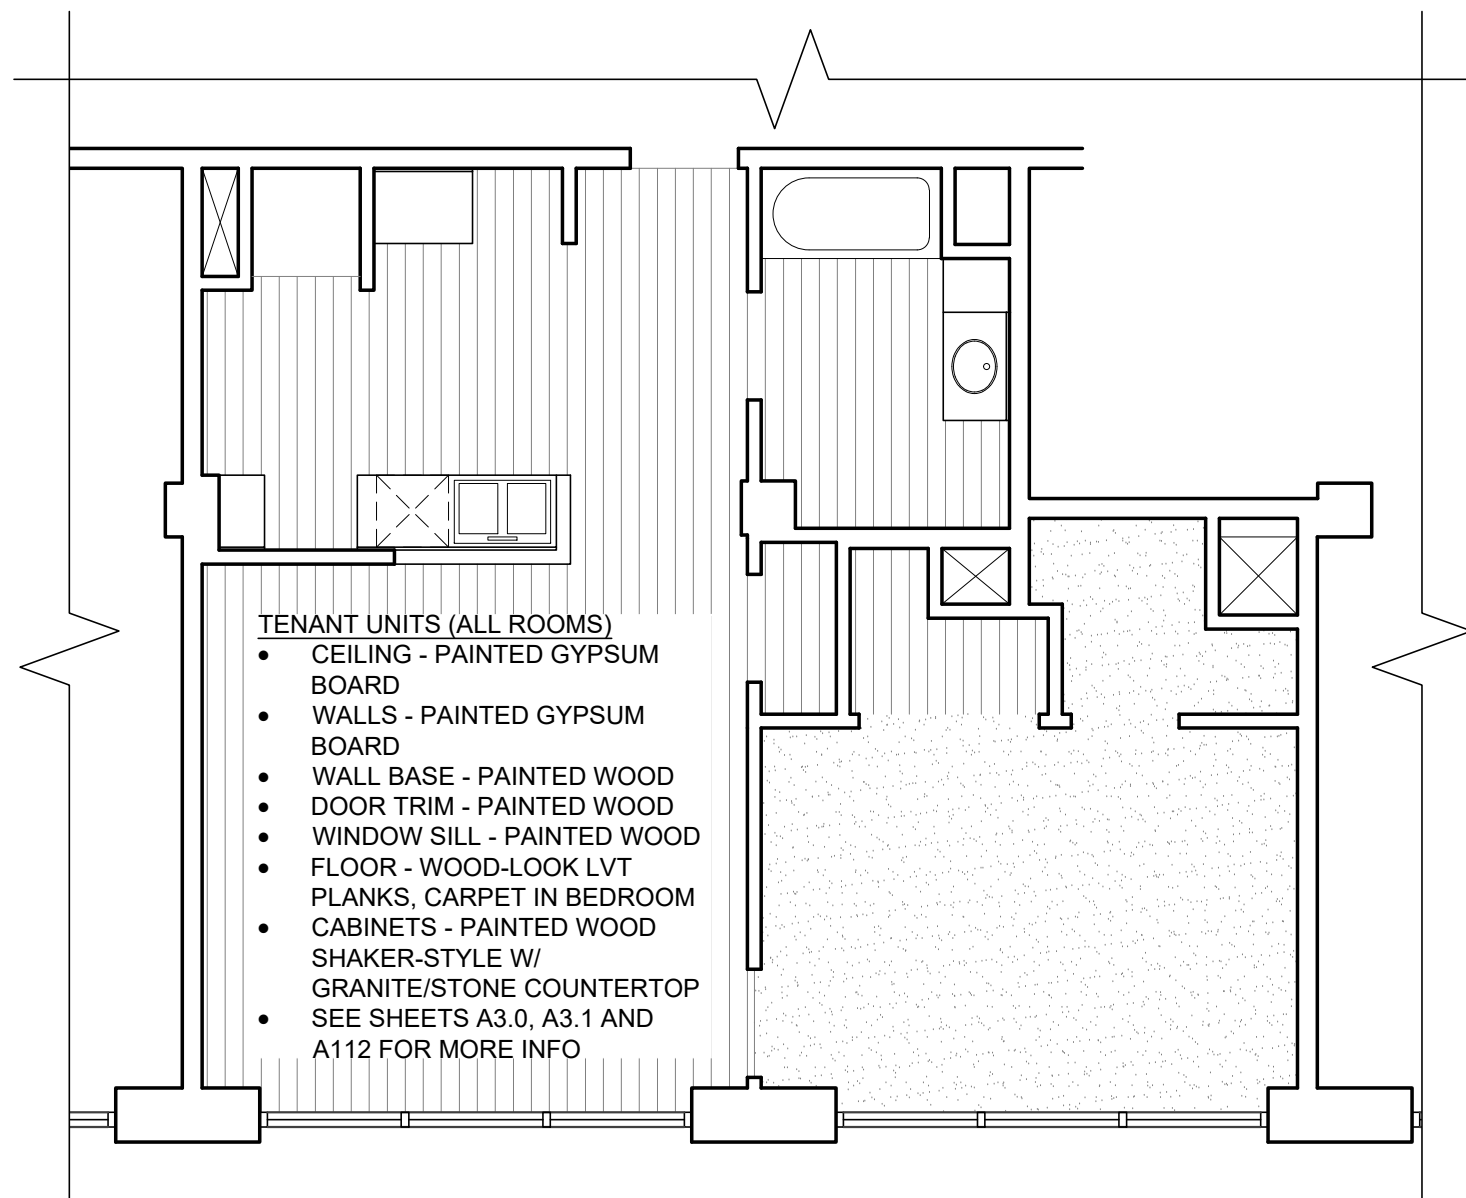 TENANT UNITS (ALL ROOMS)
• CEILING - PAINTED GYPSUM
BOARD
• WALLS - PAINTED GYPSUM
BOARD
• WALL BASE - PAINTED WOOD
• DOOR TRIM - PAINTED WOOD
• WINDOW SILL - PAINTED WOOD
• FLOOR - WOOD-LOOK LVT
PLANKS, CARPET IN BEDROOM
• CABINETS - PAINTED WOOD
SHAKER-STYLE W/
GRANITE/STONE COUNTERTOP
• SEE SHEETS A3.0, A3.1 AND
A112 FOR MORE INFO